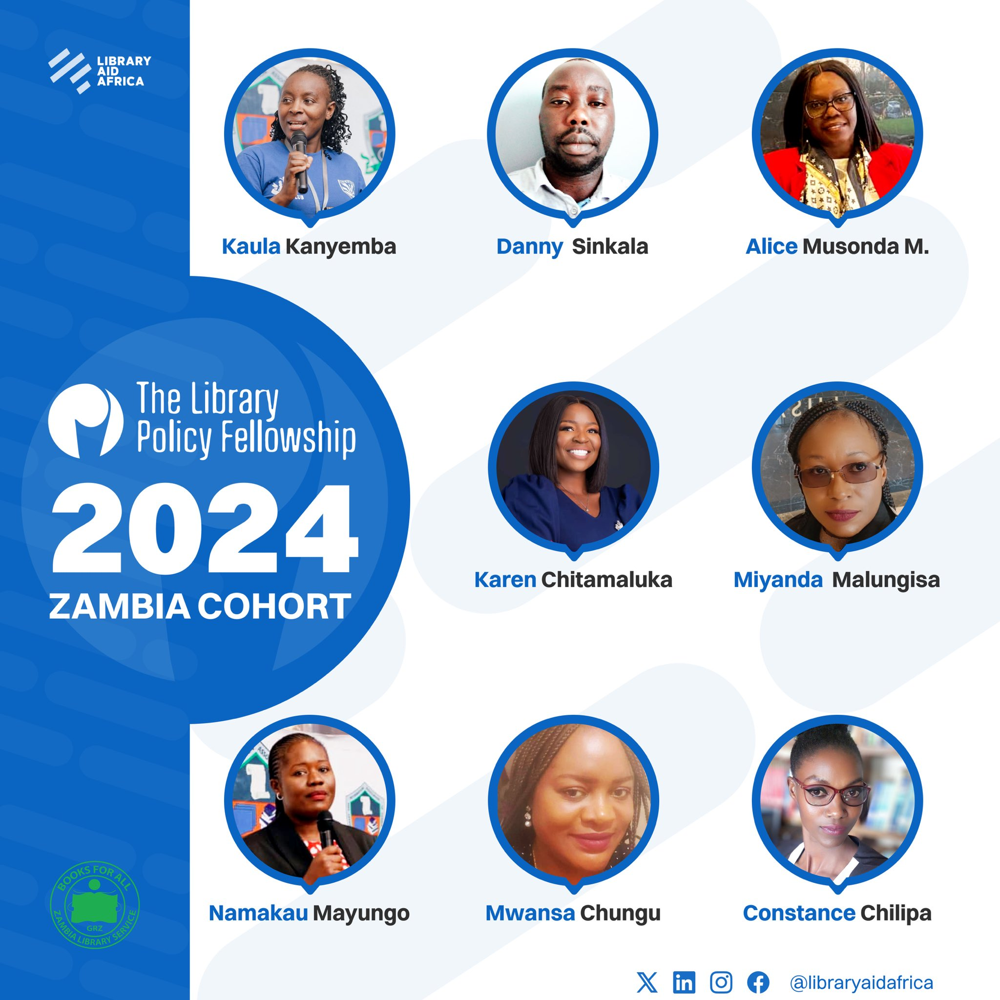 LIBRARY
AID
AFRICA
Kaula Kanyemba
Danny Sinkala
Alice Musonda M.
The Library
Policy Fellowship
2024
ZAMBIA COHORT
Karen Chitamaluka
Miyanda Malungisa
Namakau Mayungo
Mwansa Chungu
Constance Chilipa
BOOKS FOR ALL
GRZ
ZAMBIA LIBRARY SERVICE
@libraryaidafrica